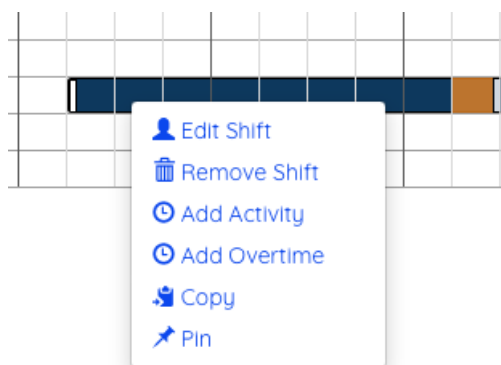 Edit Shift
Remove Shift
Add Activity
Add Overtime
Copy
Pin